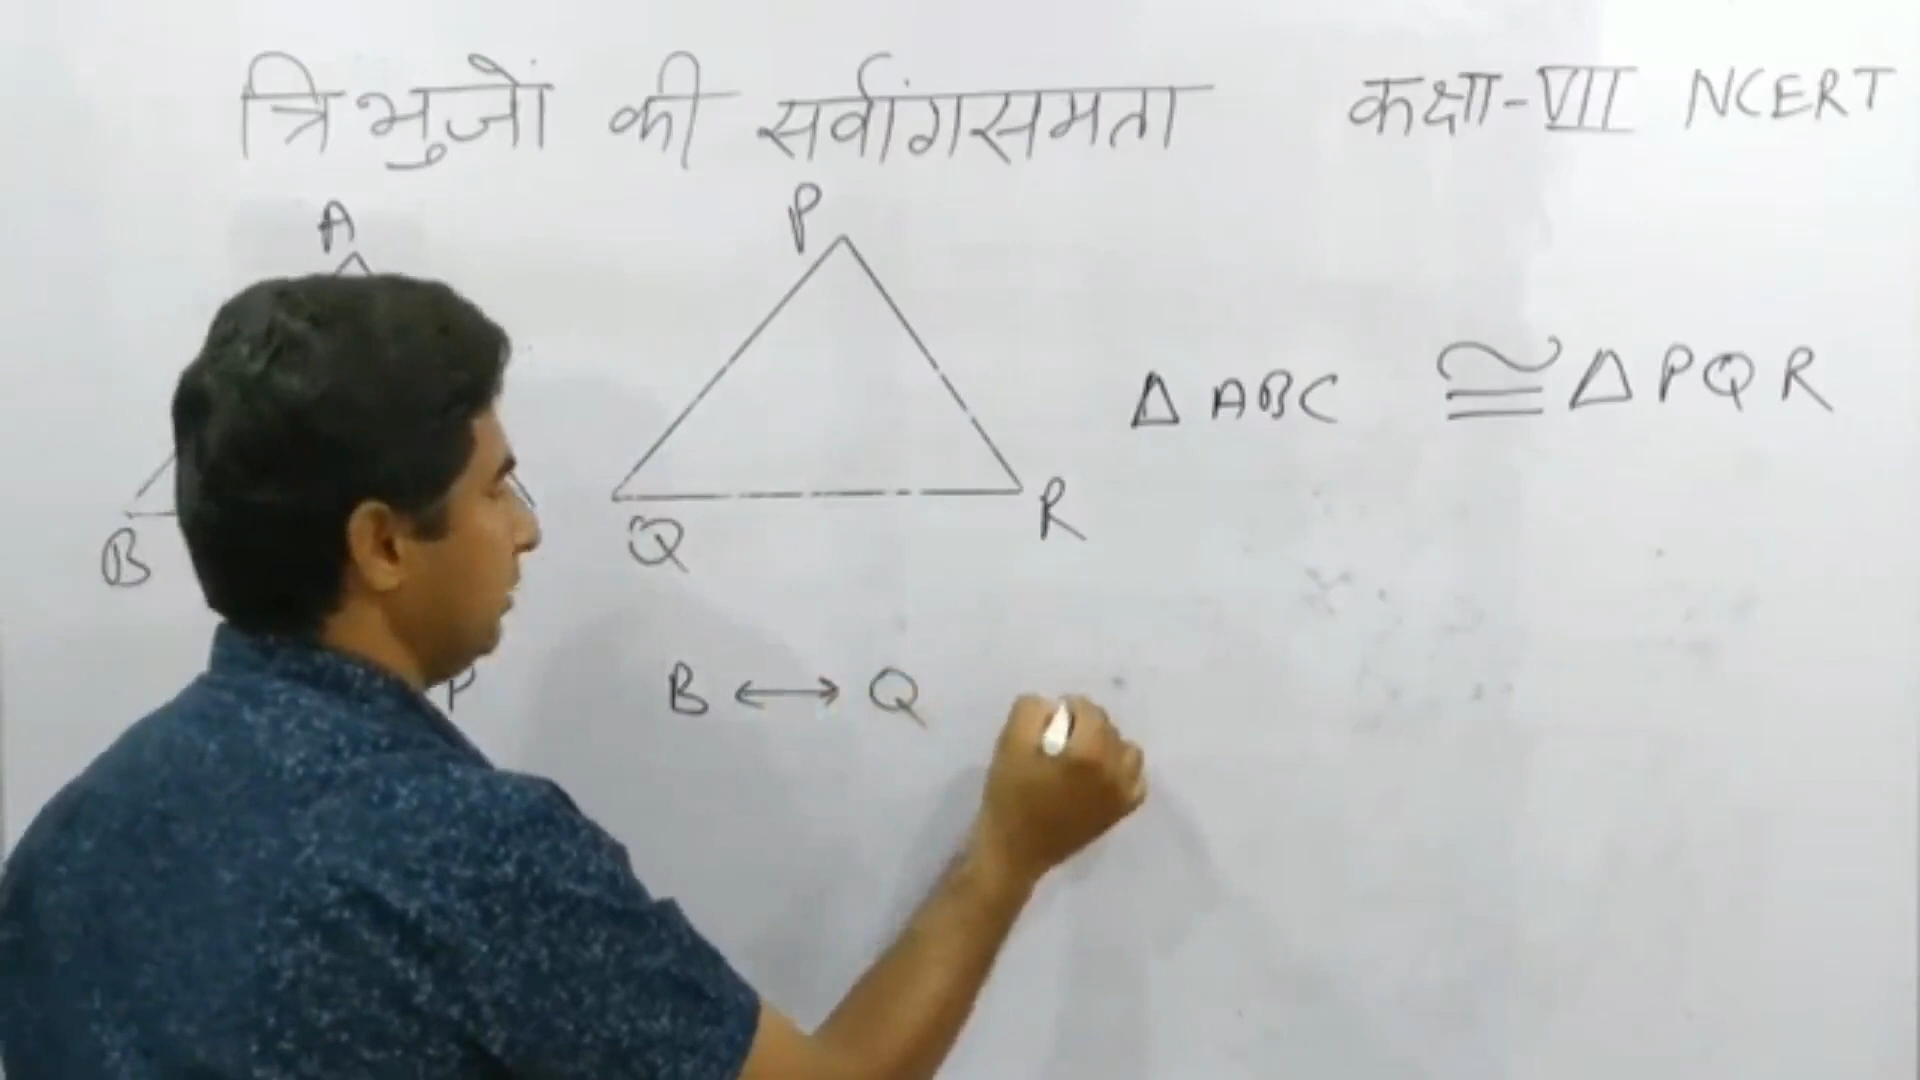 त्रिभुजों की सर्वांगसमता कक्षा-VII NCERT
A P
Δ ABC ≅ Δ PQR
B Q R
P B ↔ Q